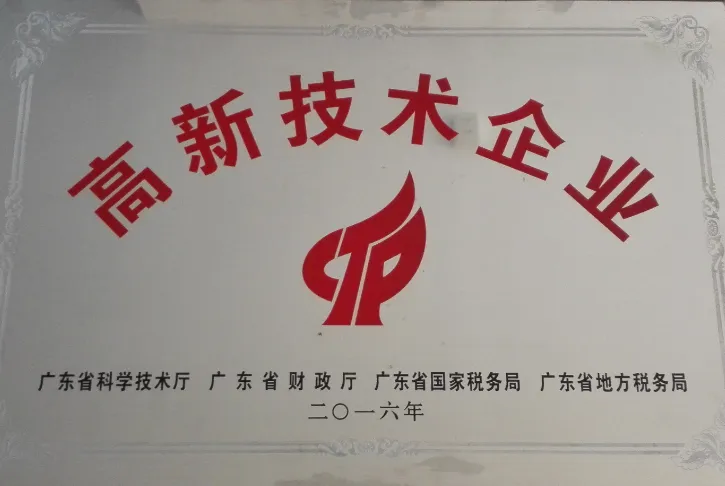 高新技术企业
广东省科学技术厅 广东省财政厅 广东省国家税务局 广东省地方税务局
二〇一六年